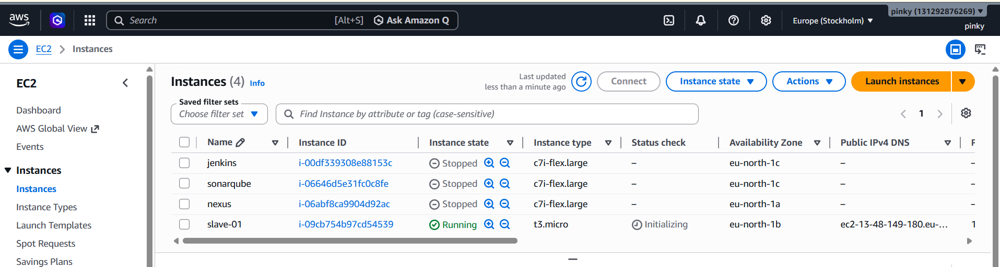 aws Search [Alt+S] Ask Amazon Q Europe (Stockholm) pinky (131292876269)
pinky
EC2 Instances
EC2
Dashboard
AWS Global View
Events
Instances
Instances
Instance Types
Launch Templates
Spot Requests
Savings Plans
Instances (4) Info
Last updated
less than a minute ago
Connect Instance state Actions Launch instances
Saved filter sets
Choose filter set
Find Instance by attribute or tag (case-sensitive)
1
Name Instance ID Instance state Instance type Status check Availability Zone Public IPv4 DNS
jenkins i-00df339308e88153c Stopped c7i-flex.large – eu-north-1c – –
sonarqube i-06646d5e31fc0c8fe Stopped c7i-flex.large – eu-north-1c – –
nexus i-06abf8ca9904d92ac Stopped c7i-flex.large – eu-north-1a – –
slave-01 i-09cb754b97cd54539 Running t3.micro Initializing eu-north-1b ec2-13-48-149-180.eu-... 1